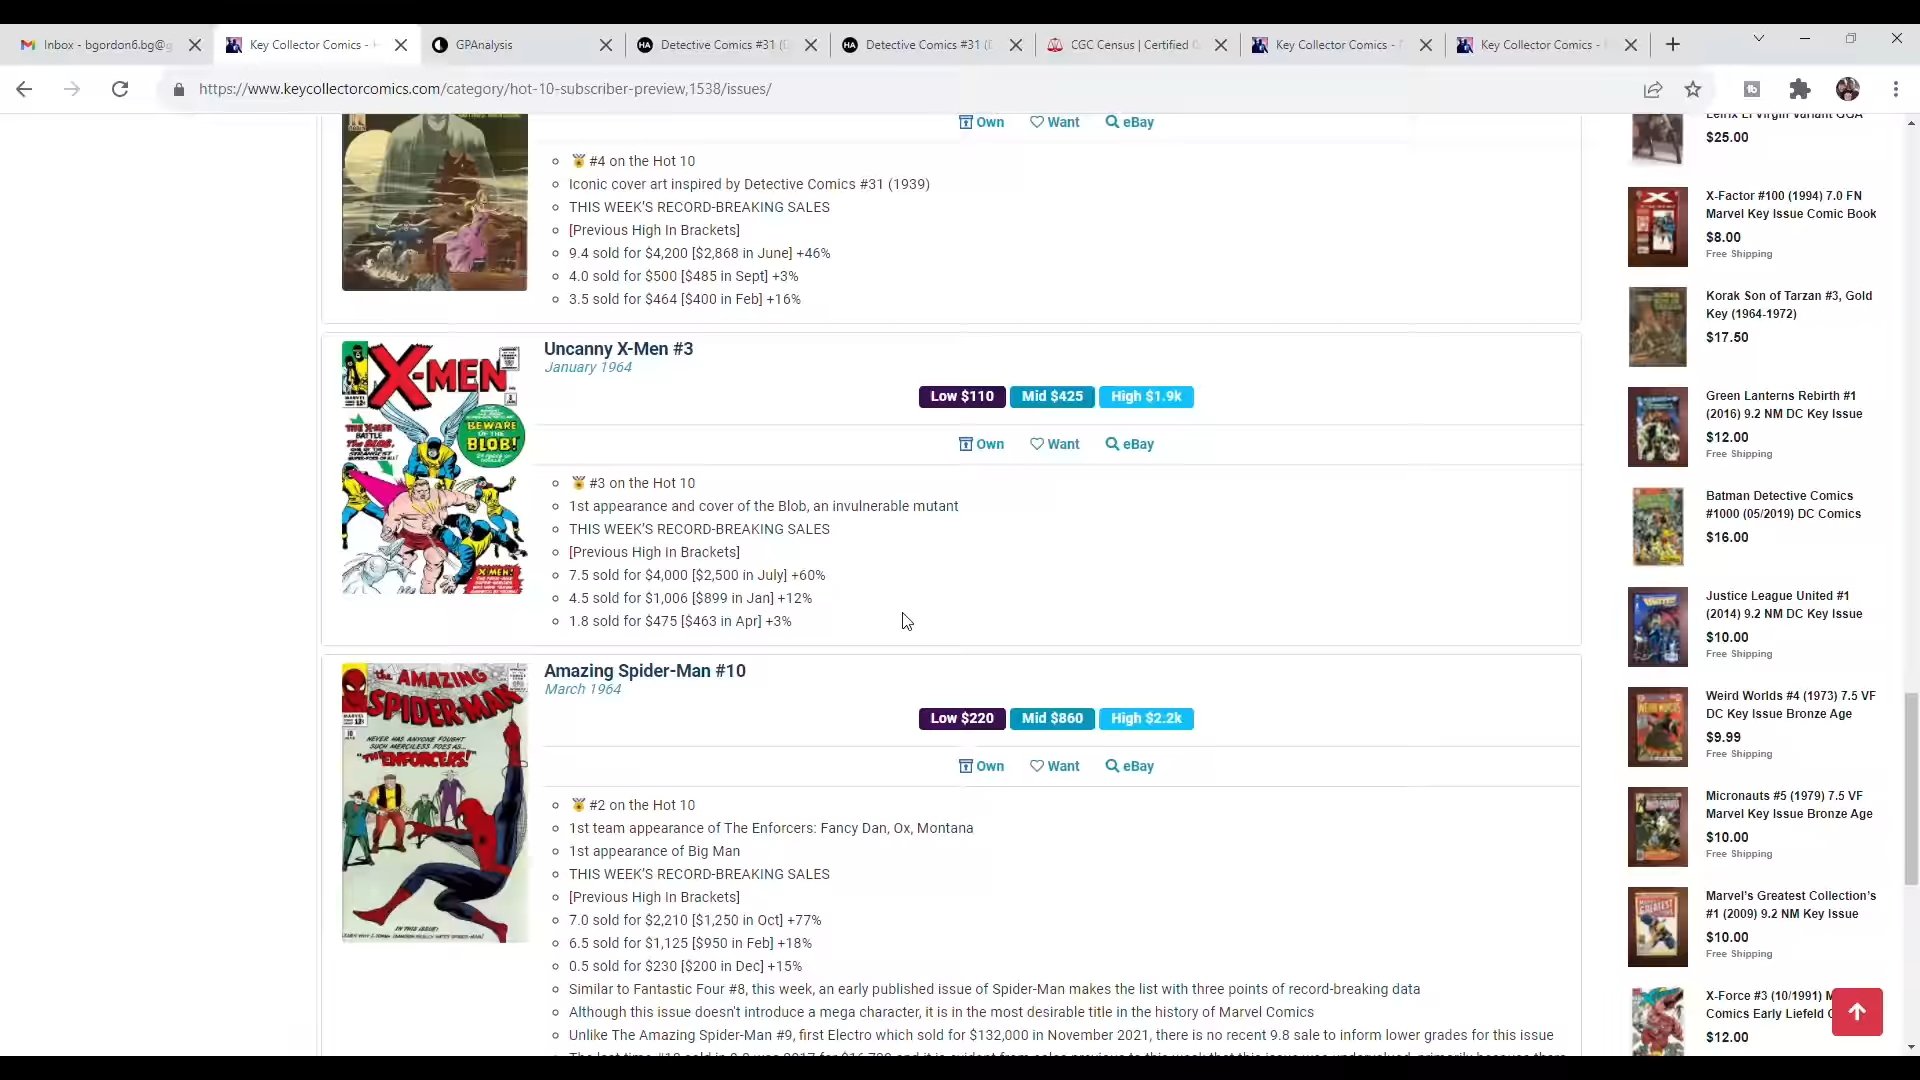 Inbox - bgordon6.bg@g
Key Collector Comics - H
GPAnalysis
Detective Comics #31 (D
Detective Comics #31 (D
CGC Census | Certified
Key Collector Comics -
Key Collector Comics -
https://www.keycollectorcomics.com/category/hot-10-subscriber-preview,1538/issues/
Own Want eBay
#4 on the Hot 10
Iconic cover art inspired by Detective Comics #31 (1939)
THIS WEEK'S RECORD-BREAKING SALES
[Previous High In Brackets]
9.4 sold for $4,200 [$2,868 in June] +46%
4.0 sold for $500 [$485 in Sept] +3%
3.5 sold for $464 [$400 in Feb] +16%
X-MEN
BEWARE
OF THE
BLOB!
Uncanny X-Men #3
January 1964
Low $110 Mid $425 High $1.9k
Own Want eBay
#3 on the Hot 10
1st appearance and cover of the Blob, an invulnerable mutant
THIS WEEK'S RECORD-BREAKING SALES
[Previous High In Brackets]
7.5 sold for $4,000 [$2,500 in July] +60%
4.5 sold for $1,006 [$899 in Jan] +12%
1.8 sold for $475 [$463 in Apr] +3%
the AMAZING
SPIDER-MAN
NEVER HAS ANYONE FOUGHT
SUCH MERCILESS FOES AS...
"THE ENFORCERS!"
Amazing Spider-Man #10
March 1964
Low $220 Mid $860 High $2.2k
Own Want eBay
#2 on the Hot 10
1st team appearance of The Enforcers: Fancy Dan, Ox, Montana
1st appearance of Big Man
THIS WEEK'S RECORD-BREAKING SALES
[Previous High In Brackets]
7.0 sold for $2,210 [$1,250 in Oct] +77%
6.5 sold for $1,125 [$950 in Feb] +18%
0.5 sold for $230 [$200 in Dec] +15%
Similar to Fantastic Four #8, this week, an early published issue of Spider-Man makes the list with three points of record-breaking data
Although this issue doesn't introduce a mega character, it is in the most desirable title in the history of Marvel Comics
Unlike The Amazing Spider-Man #9, first Electro which sold for $132,000 in November 2021, there is no recent 9.8 sale to inform lower grades for this issue
Virgin Variant GGA
$25.00
X-Factor #100 (1994) 7.0 FN
Marvel Key Issue Comic Book
$8.00
Free Shipping
Korak Son of Tarzan #3, Gold
Key (1964-1972)
$17.50
Green Lanterns Rebirth #1
(2016) 9.2 NM DC Key Issue
$12.00
Free Shipping
Batman Detective Comics
#1000 (05/2019) DC Comics
$16.00
Justice League United #1
(2014) 9.2 NM DC Key Issue
$10.00
Free Shipping
Weird Worlds #4 (1973) 7.5 VF
DC Key Issue Bronze Age
$9.99
Free Shipping
Micronauts #5 (1979) 7.5 VF
Marvel Key Issue Bronze Age
$10.00
Free Shipping
Marvel's Greatest Collection's
#1 (2009) 9.2 NM Key Issue
$10.00
Free Shipping
X-Force #3 (10/1991) M
Comics Early Liefeld
$12.00